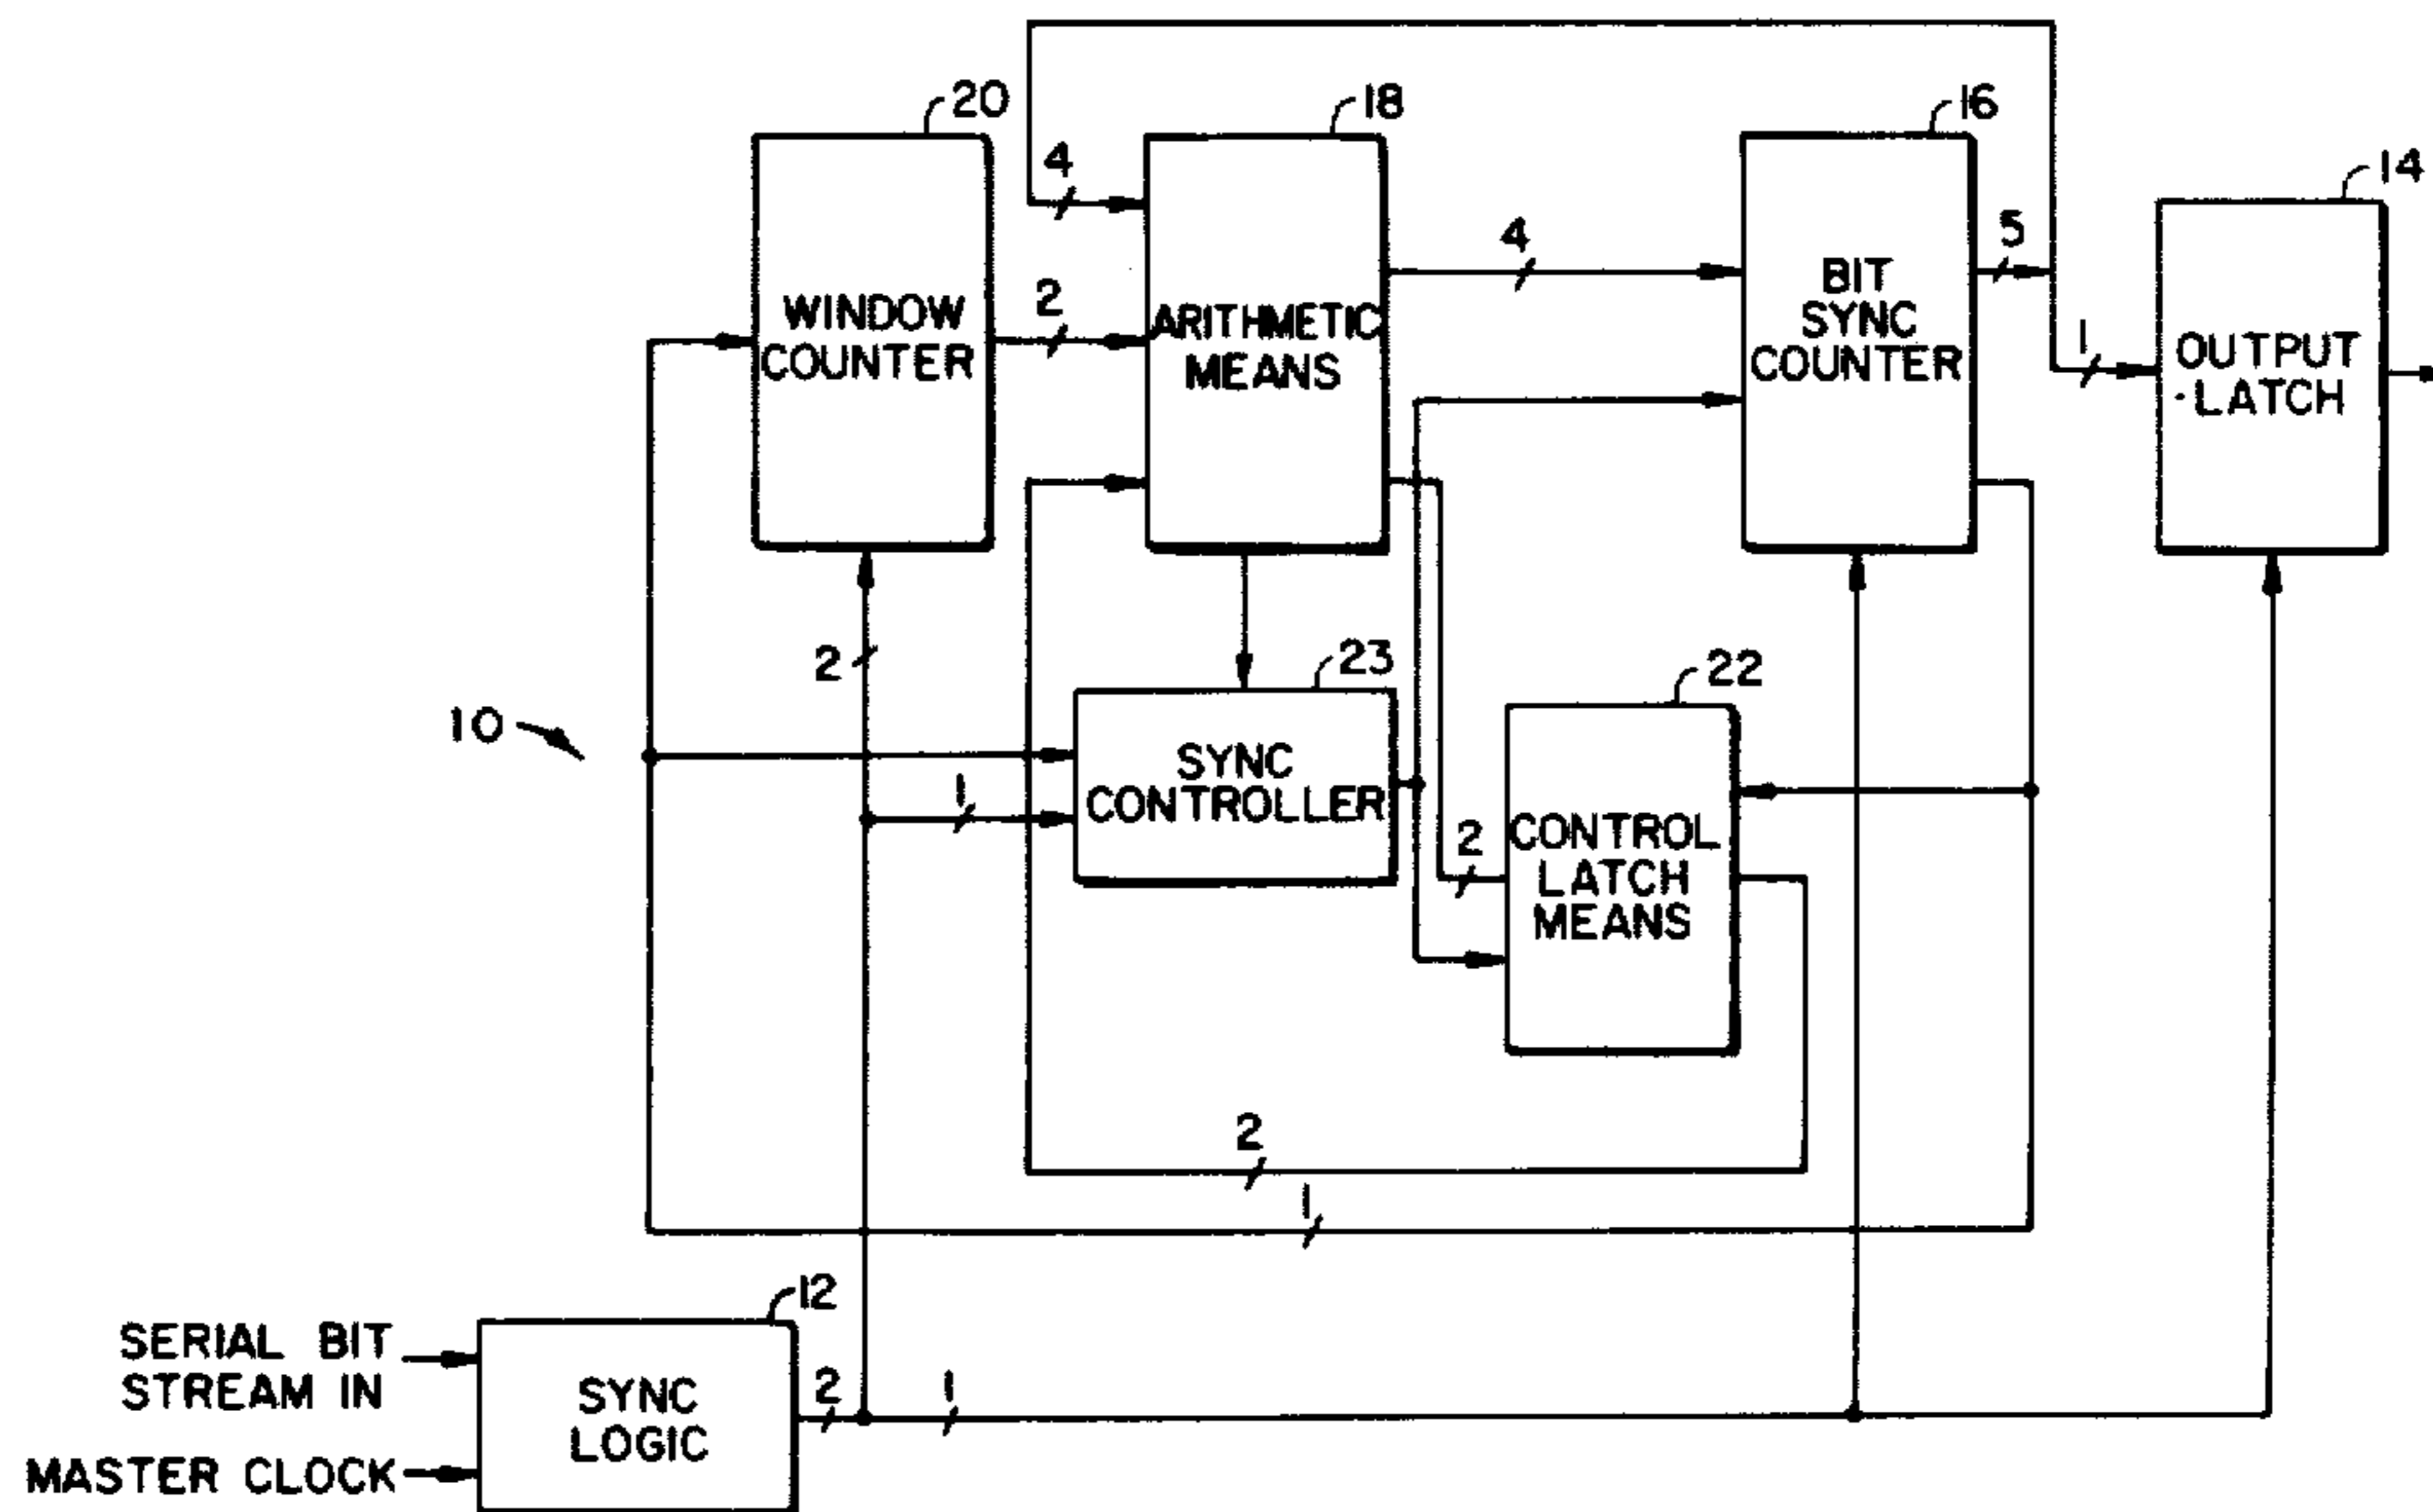 20
18
16
14
4
2
4
5
1
WINDOW
COUNTER
ARITHMETIC
MEANS
BIT
SYNC
COUNTER
OUTPUT
LATCH
2
23
22
10
1
SYNC
CONTROLLER
2
CONTROL
LATCH
MEANS
2
1
12
SERIAL BIT
STREAM IN
MASTER CLOCK
SYNC
LOGIC
2
1